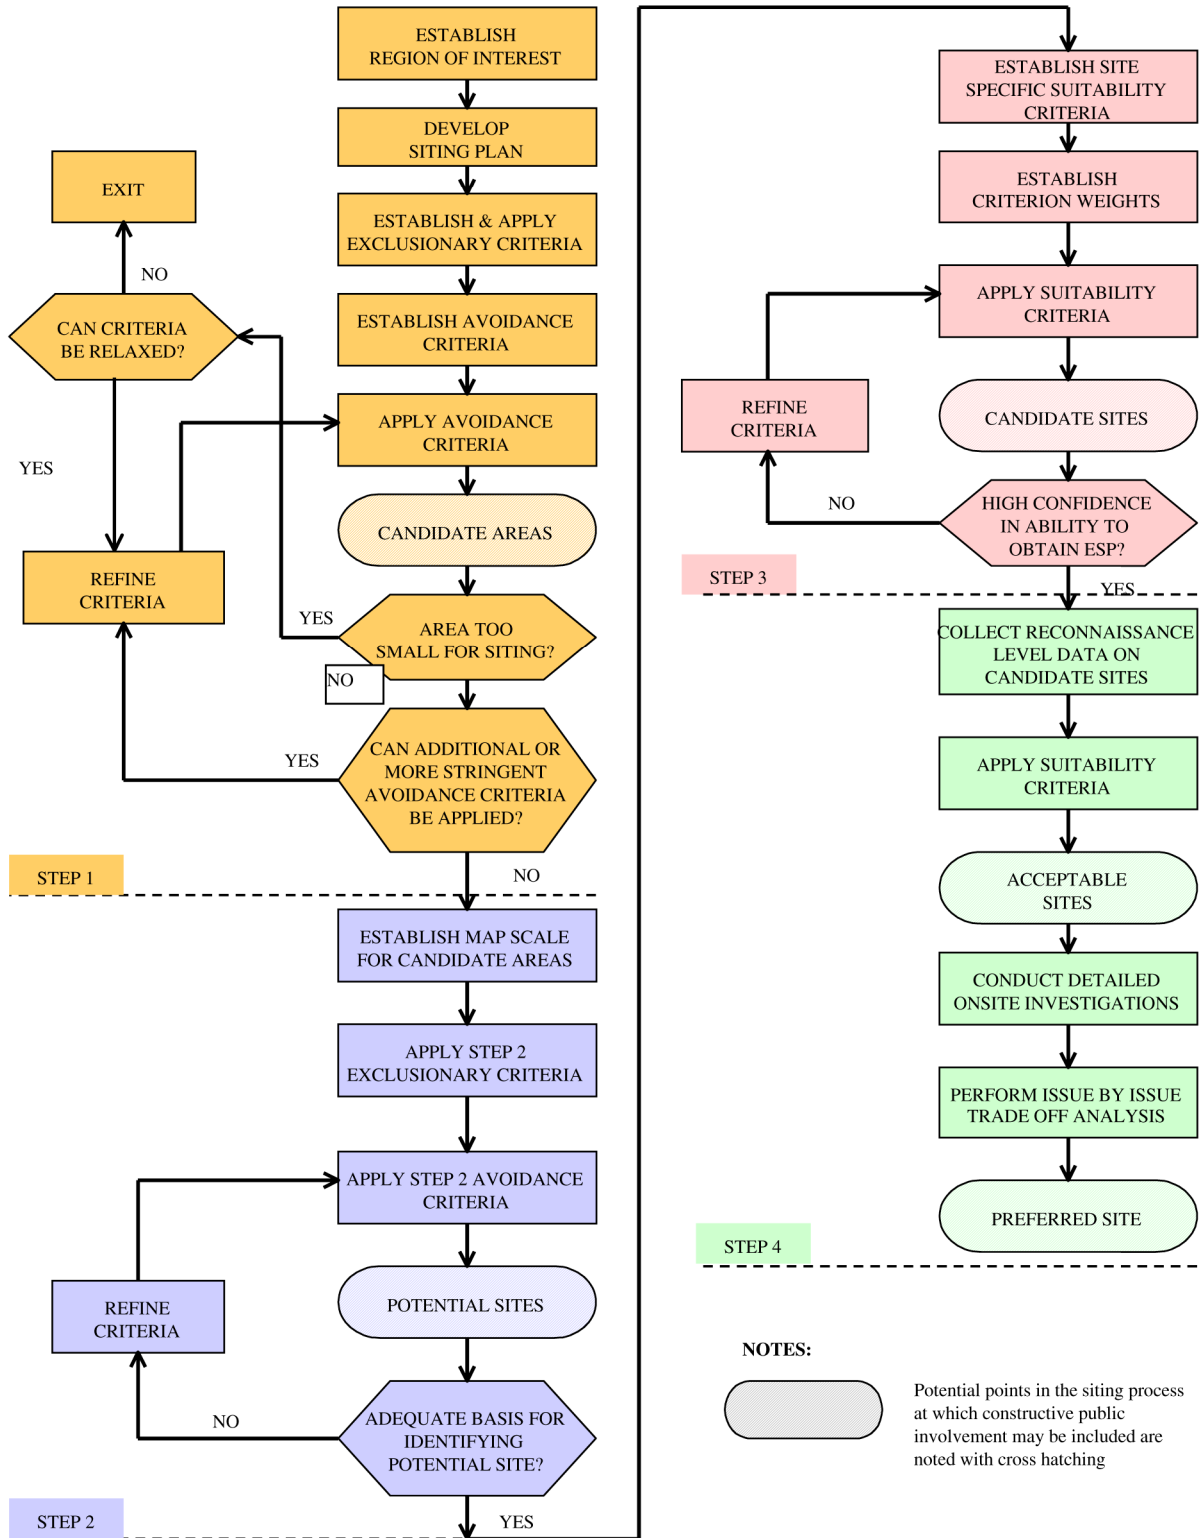 ESTABLISH
REGION OF INTEREST
DEVELOP
SITING PLAN
EXIT
ESTABLISH & APPLY
EXCLUSIONARY CRITERIA
NO
CAN CRITERIA
BE RELAXED?
ESTABLISH AVOIDANCE
CRITERIA
APPLY AVOIDANCE
CRITERIA
YES
CANDIDATE AREAS
REFINE
CRITERIA
YES
AREA TOO
SMALL FOR SITING?
NO
YES
CAN ADDITIONAL OR
MORE STRINGENT
AVOIDANCE CRITERIA
BE APPLIED?
STEP 1
NO
ESTABLISH MAP SCALE
FOR CANDIDATE AREAS
APPLY STEP 2
EXCLUSIONARY CRITERIA
APPLY STEP 2 AVOIDANCE
CRITERIA
REFINE
CRITERIA
POTENTIAL SITES
NO
ADEQUATE BASIS FOR
IDENTIFYING
POTENTIAL SITE?
STEP 2
YES
ESTABLISH SITE
SPECIFIC SUITABILITY
CRITERIA
ESTABLISH
CRITERION WEIGHTS
APPLY SUITABILITY
CRITERIA
REFINE
CRITERIA
CANDIDATE SITES
NO
HIGH CONFIDENCE
IN ABILITY TO
OBTAIN ESP?
STEP 3
YES
COLLECT RECONNAISSANCE
LEVEL DATA ON
CANDIDATE SITES
APPLY SUITABILITY
CRITERIA
ACCEPTABLE
SITES
CONDUCT DETAILED
ONSITE INVESTIGATIONS
PERFORM ISSUE BY ISSUE
TRADE OFF ANALYSIS
PREFERRED SITE
STEP 4
NOTES:
Potential points in the siting process
at which constructive public
involvement may be included are
noted with cross hatching